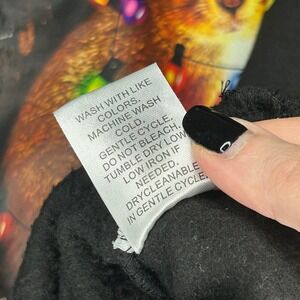 WASH WITH LIKE
COLORS.
MACHINE WASH
COLD.
GENTLE CYCLE.
DO NOT BLEACH.
TUMBLE DRY LOW
LOW IRON IF
NEEDED.
DRYCLEANABLE
IN GENTLE CYCLE.